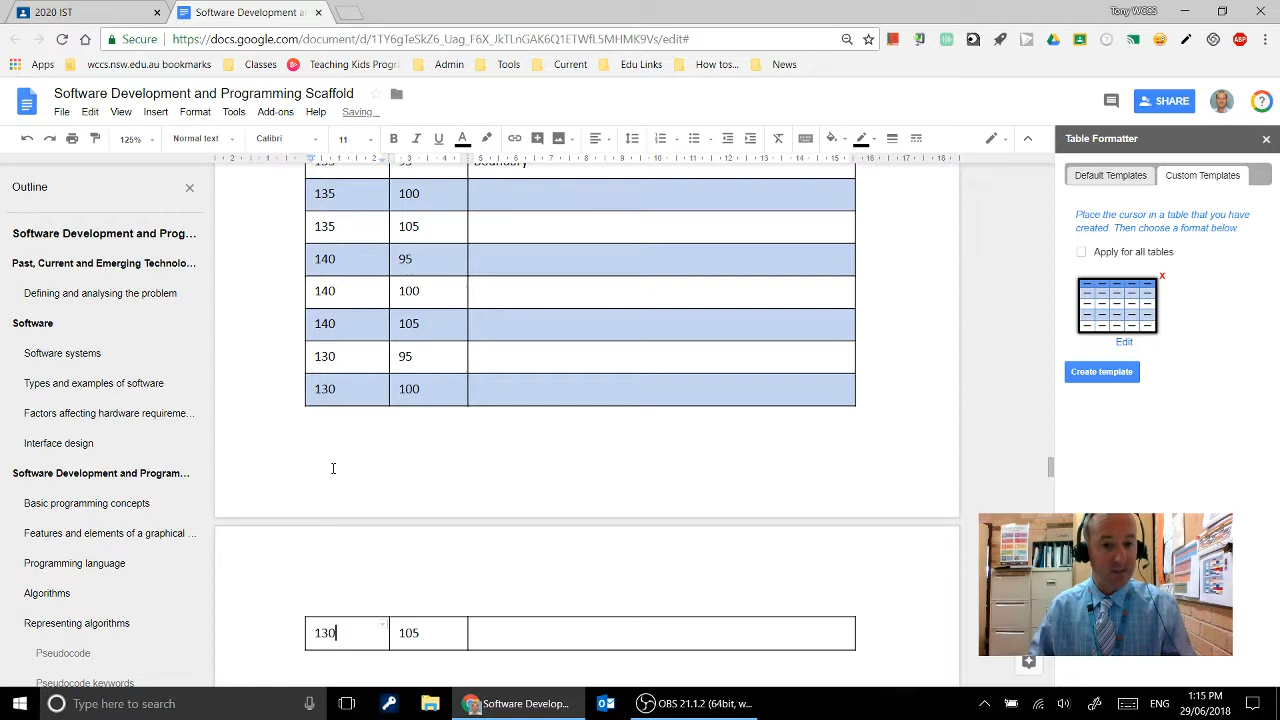 2020 IST
Software Development an
Tony WCCS
Secure
https://docs.google.com/document/d/1TY6gTeSkZ6_Uag_F6X_JkTLnGAK6Q1ETWfL5MHMK9Vs/edit#
Apps
wccs.nsw.edu.au bookmarks
Classes
Teaching Kids Progr
Admin
Tools
Current
Edu Links
How tos...
News
Software Development and Programming Scaffold
File Edit View Insert Format Tools Add-ons Help Saving...
SHARE
125%
Normal text
Calibri
11
Table Formatter
Outline
Software Development and Prog...
Past, Current and Emerging Technolo...
Defining and analysing the problem
Software
Software systems
Types and examples of software
Factors affecting hardware requireme...
Interface design
Software Development and Program...
Basic programming concepts
Features and elements of a graphical ...
Programming language
Algorithms
Representing algorithms
Pseudocode
Pseudocode keywords
135 95 Boundary
135 100
135 105
140 95
140 100
140 105
130 95
130 100
130 105
Default Templates
Custom Templates
Place the cursor in a table that you have
created. Then choose a format below.
Apply for all tables
x
Edit
Create template
Type here to search
Software Develop...
OBS 21.1.2 (64bit, w...
ENG
1:15 PM
29/06/2018